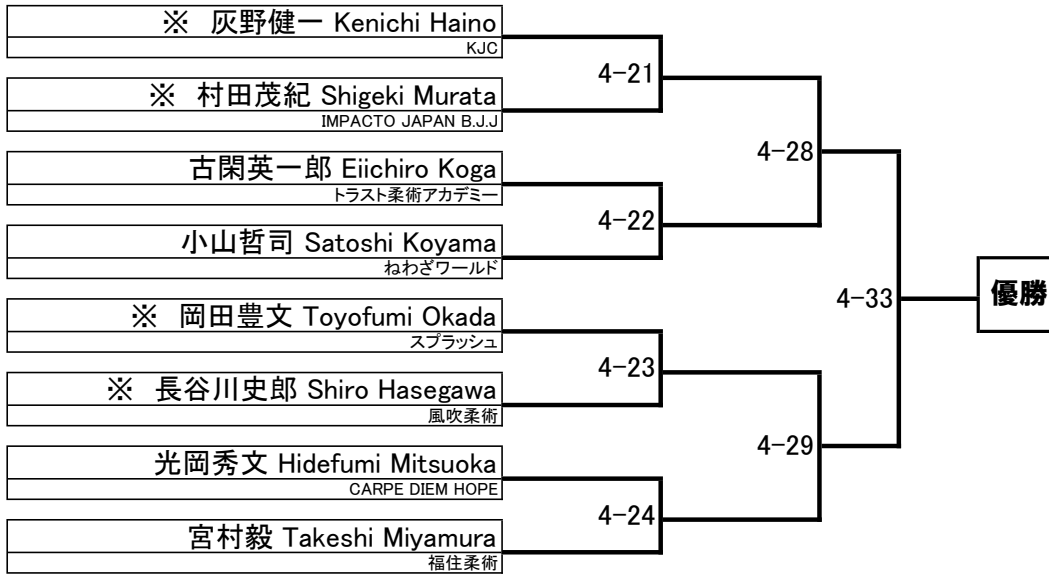 ※ 灰野健一 Kenichi Haino
KJC
※ 村田茂紀 Shigeki Murata
IMPACTO JAPAN B.J.J
古閑英一郎 Eiichiro Koga
トラスト柔術アカデミー
小山哲司 Satoshi Koyama
ねわざワールド
※ 岡田豊文 Toyofumi Okada
スプラッシュ
※ 長谷川史郎 Shiro Hasegawa
風吹柔術
光岡秀文 Hidefumi Mitsuoka
CARPE DIEM HOPE
宮村毅 Takeshi Miyamura
福住柔術
4-21
4-22
4-23
4-24
4-28
4-29
4-33
優勝